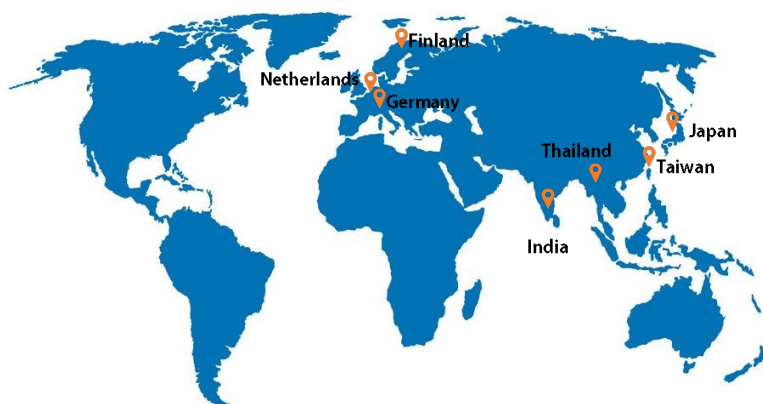 Finland
Netherlands
Germany
Japan
Thailand
Taiwan
India